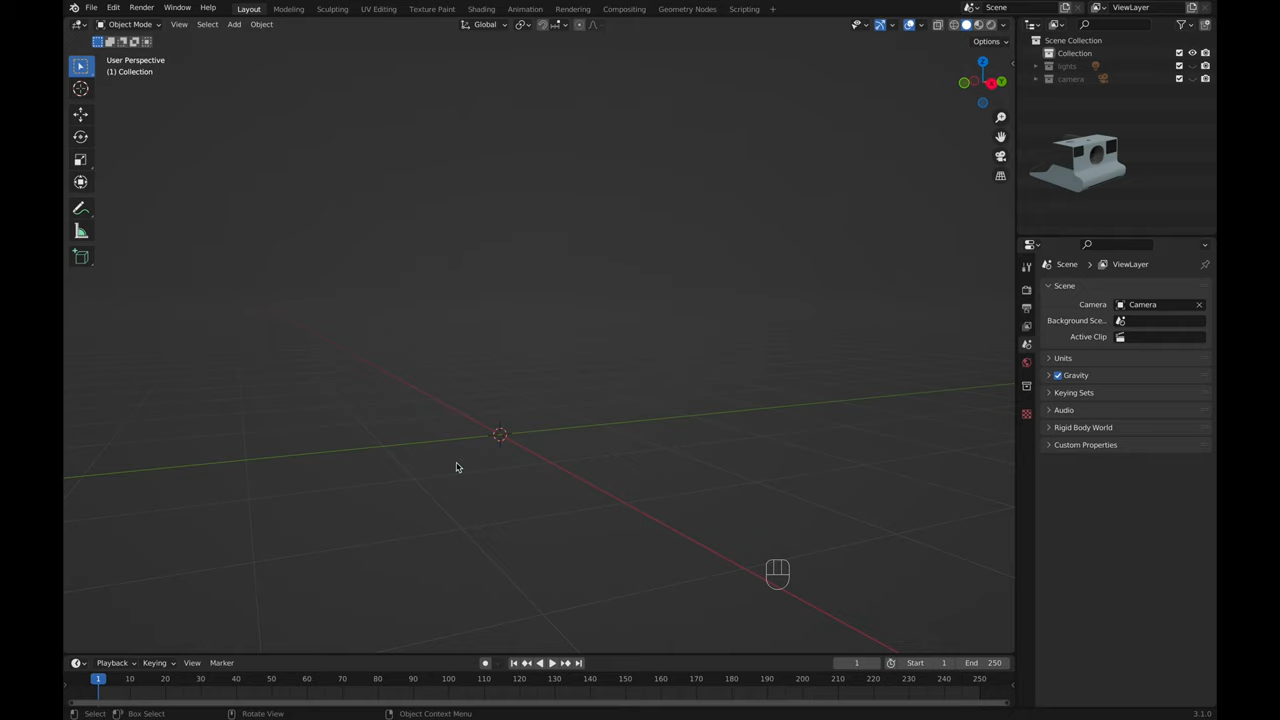 File Edit Render Window Help Layout Modeling Sculpting UV Editing Texture Paint Shading Animation Rendering Compositing Geometry Nodes Scripting + Scene ViewLayer
Object Mode View Select Add Object Global
Options
User Perspective
(1) Collection
Z
Y
Scene Collection
Collection
lights
camera
Scene > ViewLayer
Scene
Camera Camera
Background Sce...
Active Clip
Units
Gravity
Keying Sets
Audio
Rigid Body World
Custom Properties
Playback Keying View Marker 1 Start 1 End 250
1 10 20 30 40 50 60 70 80 90 100 110 120 130 140 150 160 170 180 190 200 210 220 230 240 250
Select Box Select Rotate View Object Context Menu 3.1.0